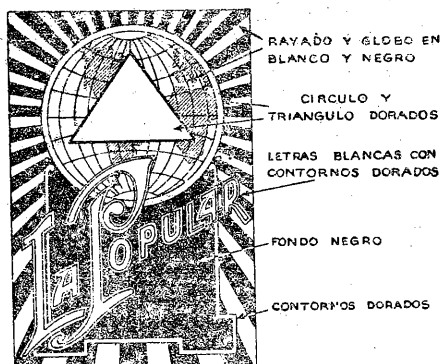 RAYADO Y GLOBO EN
BLANCO Y NEGRO
CIRCULO Y
TRIANGULO DORADOS
LETRAS BLANCAS CON
CONTORNOS DORADOS
LA POPULAR
FONDO NEGRO
CONTORNOS DORADOS